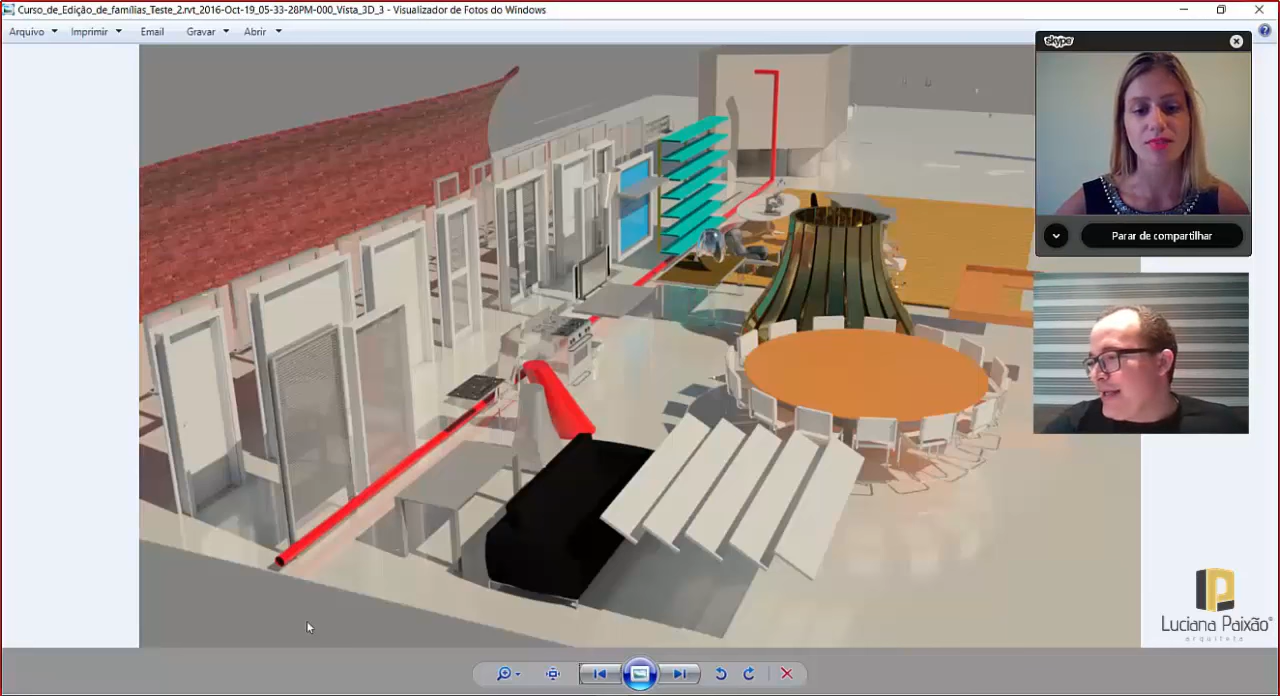 Curso_de_Edição_de_famílias_Teste_2.rvt_2016-Oct-19_05-33-28PM-000_Vista_3D_3 - Visualizador de Fotos do Windows
Arquivo Imprimir Email Gravar Abrir
skype
Parar de compartilhar
Luciana Paixão®
arquiteta